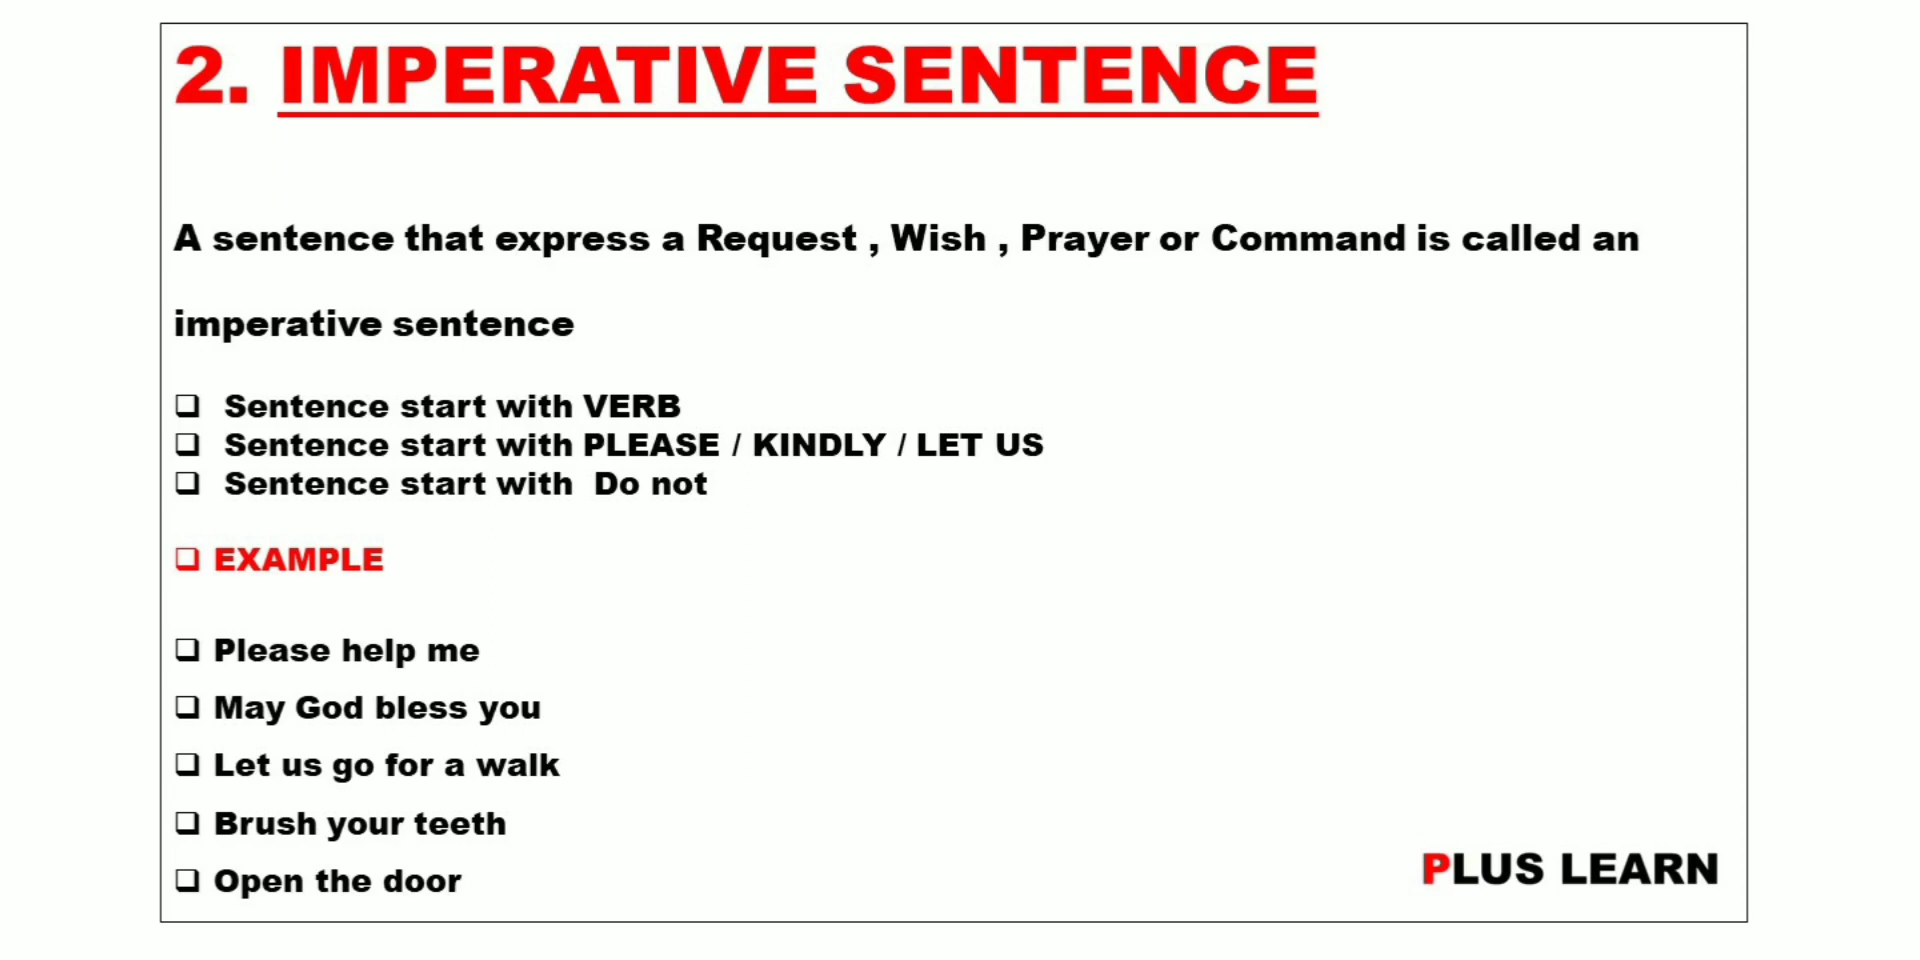 2. IMPERATIVE SENTENCE
A sentence that express a Request , Wish , Prayer or Command is called an
imperative sentence
❑ Sentence start with VERB
❑ Sentence start with PLEASE / KINDLY / LET US
❑ Sentence start with Do not
❑ EXAMPLE
❑ Please help me
❑ May God bless you
❑ Let us go for a walk
❑ Brush your teeth
❑ Open the door
PLUS LEARN